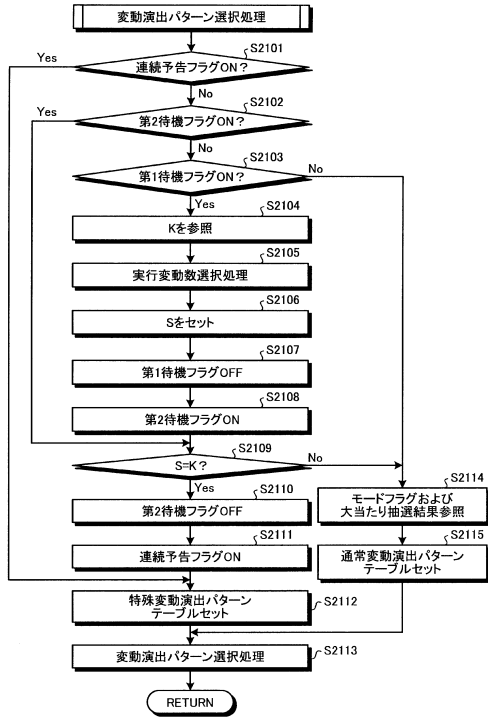 変動演出パターン選択処理
S2101
Yes
連続予告フラグON?
No
S2102
Yes
第2待機フラグON?
No
S2103
第1待機フラグON?
No
Yes
S2104
Kを参照
S2105
実行変動数選択処理
S2106
Sをセット
S2107
第1待機フラグOFF
S2108
第2待機フラグON
S2109
S=K?
No
Yes
S2110
第2待機フラグOFF
S2111
連続予告フラグON
S2114
モードフラグおよび
大当たり抽選結果参照
S2115
通常変動演出パターン
テーブルセット
特殊変動演出パターン
テーブルセット
S2112
変動演出パターン選択処理
S2113
RETURN